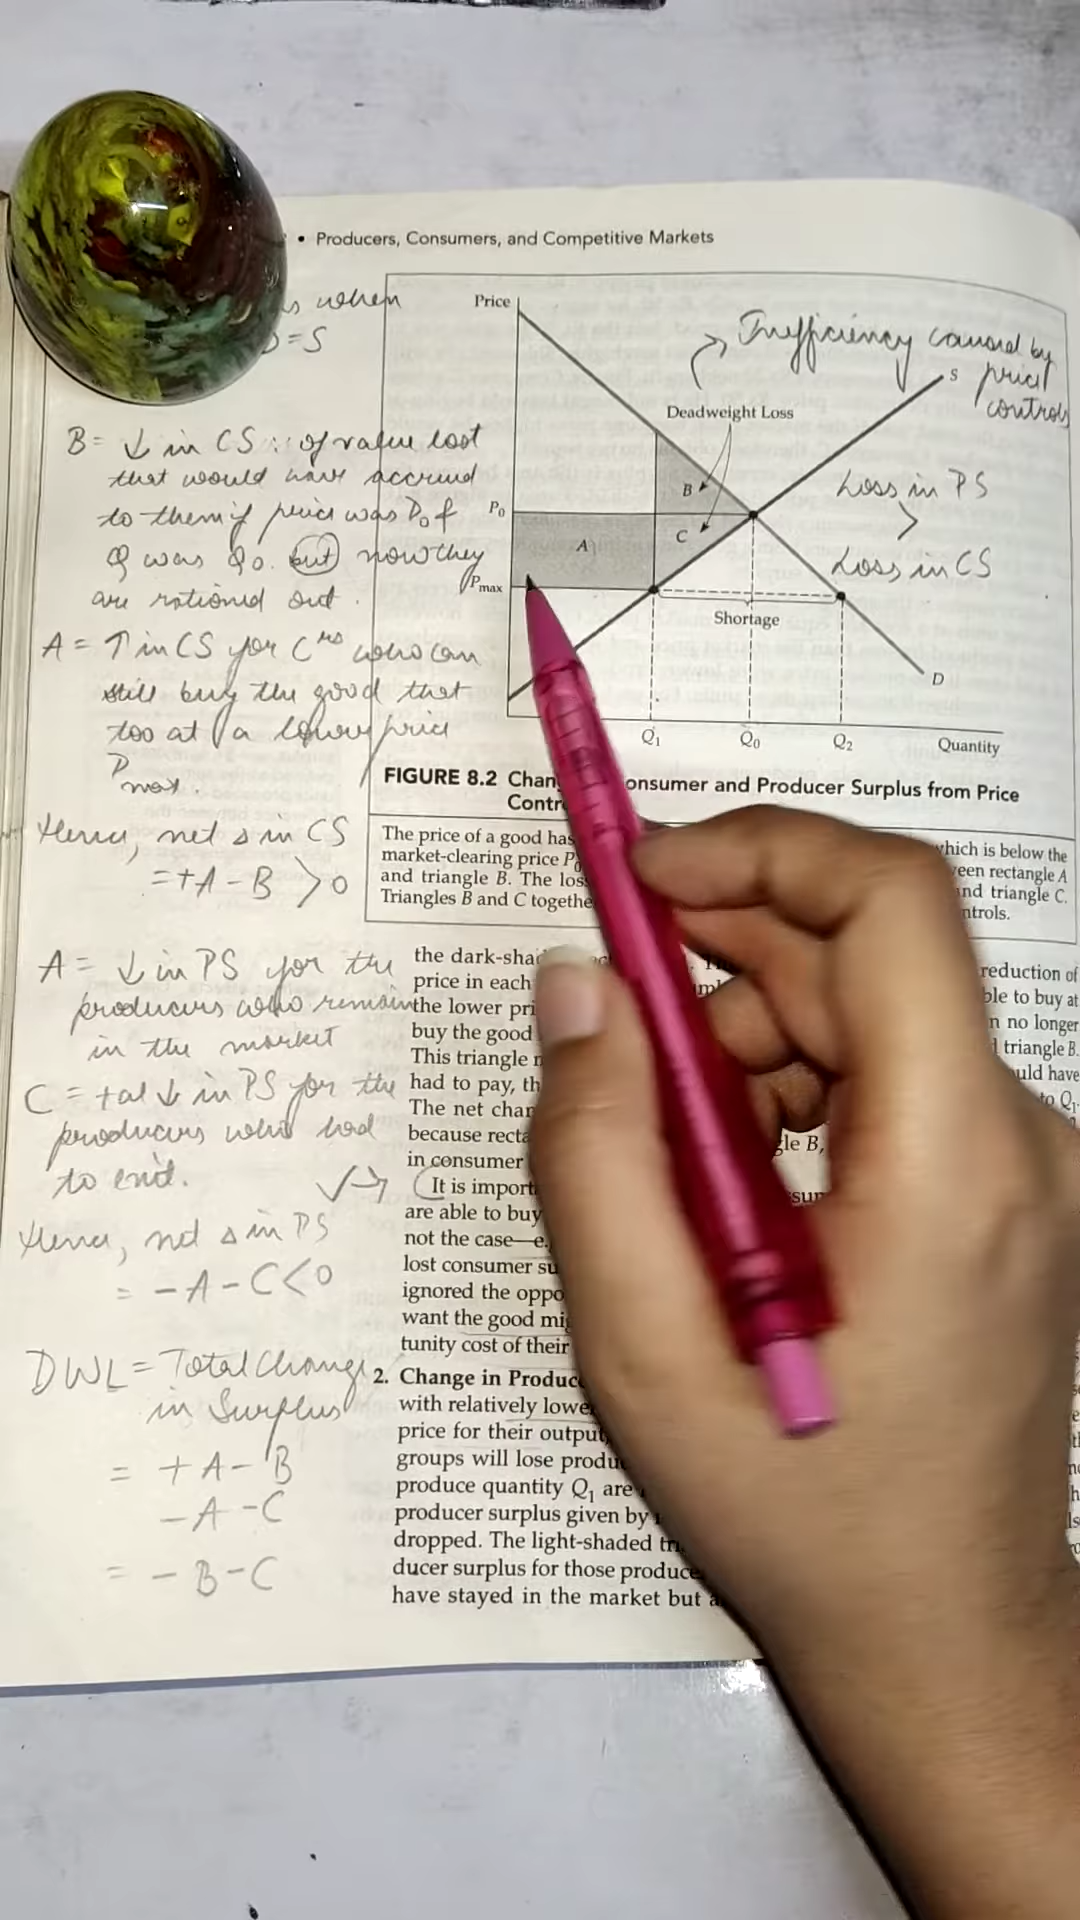 • Producers, Consumers, and Competitive Markets
when
=S
Price
Inefficiency caused by
price
controls
S
Deadweight Loss
B = ↓ in CS ∵ of value lost
that would have accrued
to them if price was P₀ &
Q was Q₀. but now they
are rationed out.
B
P₀
C
A
Pmax
Loss in PS
>
Loss in CS
Shortage
D
Q₁
Q₀
Q₂
Quantity
A = ↑ in CS for Cʳˢ who can
still buy the good that
too at a lower price
Pmax.
Hence, net Δ in CS
= +A - B > 0
FIGURE 8.2 Chan onsumer and Producer Surplus from Price
Contr
The price of a good has which is below the
market-clearing price P₀ een rectangle A
and triangle B. The los nd triangle C.
Triangles B and C togethe ntrols.
A = ↓ in PS for the
producers who remain
in the market
C = ↓ in PS for the
producers who had
to exit.
Hence, net Δ in PS
= -A - C < 0
DWL = Total Change
in Surplus
= +A - B
-A - C
= -B - C
the dark-sha reduction of
price in each ble to buy at
the lower pri n no longer
buy the good triangle B.
This triangle uld have
had to pay, th to Q₁.
The net chan
because recta gle B,
in consumer
It is import sum
are able to buy
not the case—e.
lost consumer su
ignored the oppo
want the good mi
tunity cost of their
2. Change in Produc
with relatively lowe
price for their output
groups will lose produ
produce quantity Q₁ are
producer surplus given by
dropped. The light-shaded tri
ducer surplus for those produce
have stayed in the market but a